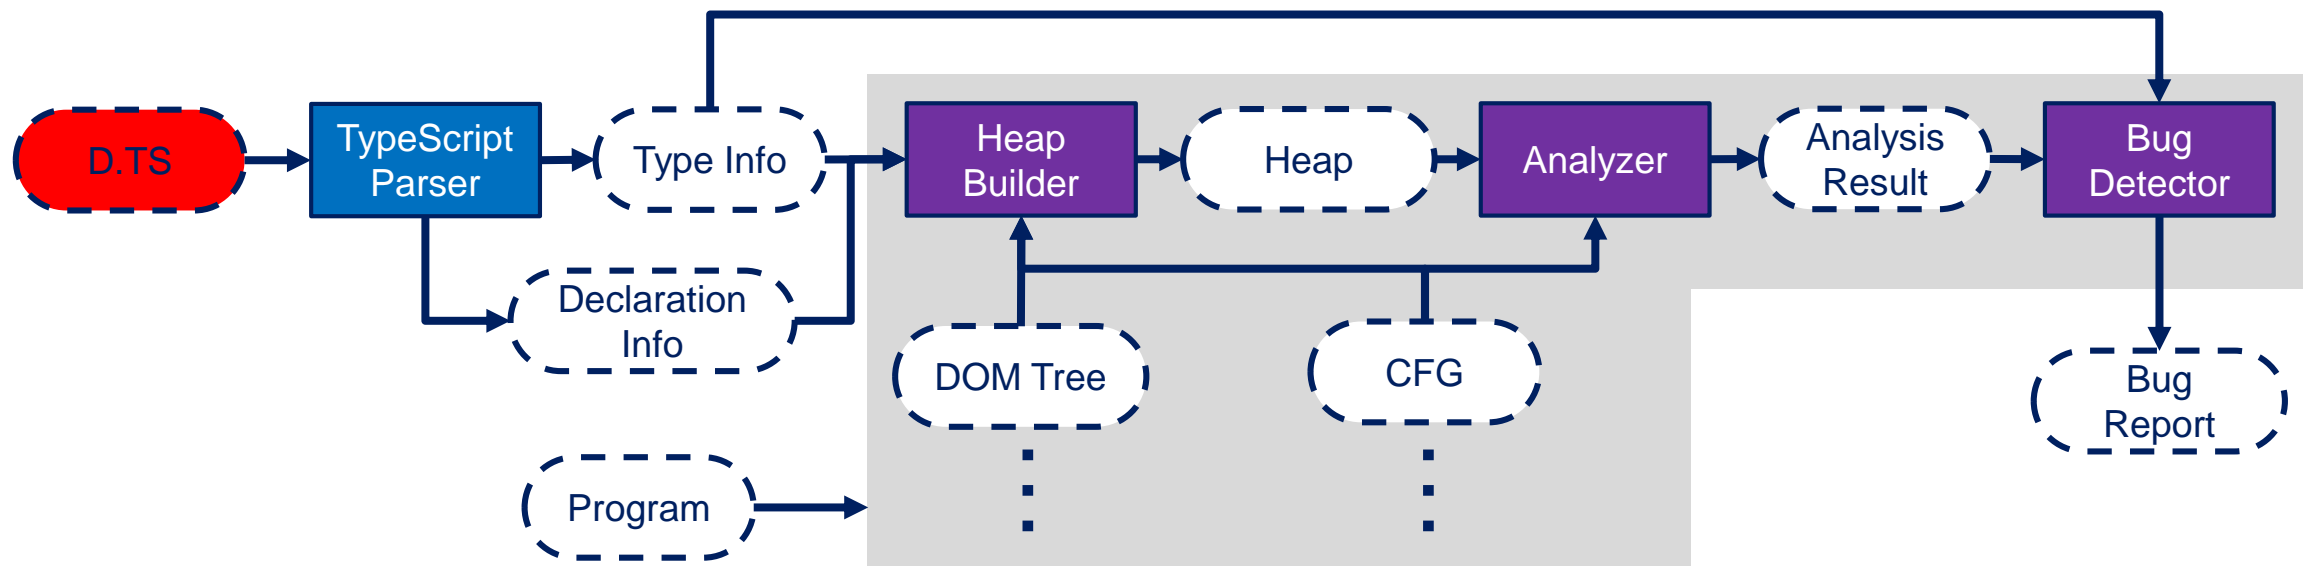 D.TS
TypeScript
Parser
Type Info
Heap
Builder
Heap
Analyzer
Analysis
Result
Bug
Detector
Declaration
Info
DOM Tree
CFG
Bug
Report
Program